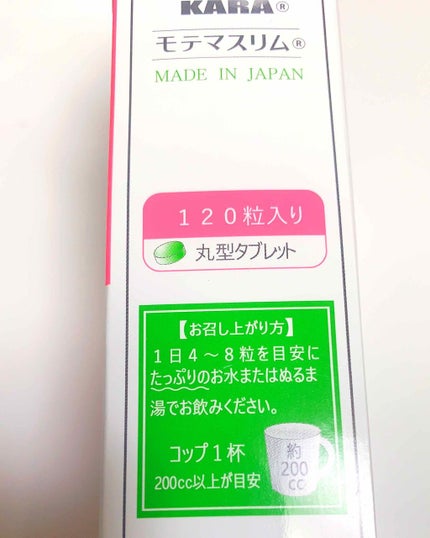 KARA®
モテマスリム®
MADE IN JAPAN
120粒入り
丸型タブレット
【お召し上がり方】
1日4～8粒を目安に
たっぷりのお水またはぬるま
湯でお飲みください。
コップ1杯
200cc以上が目安
約
200
cc